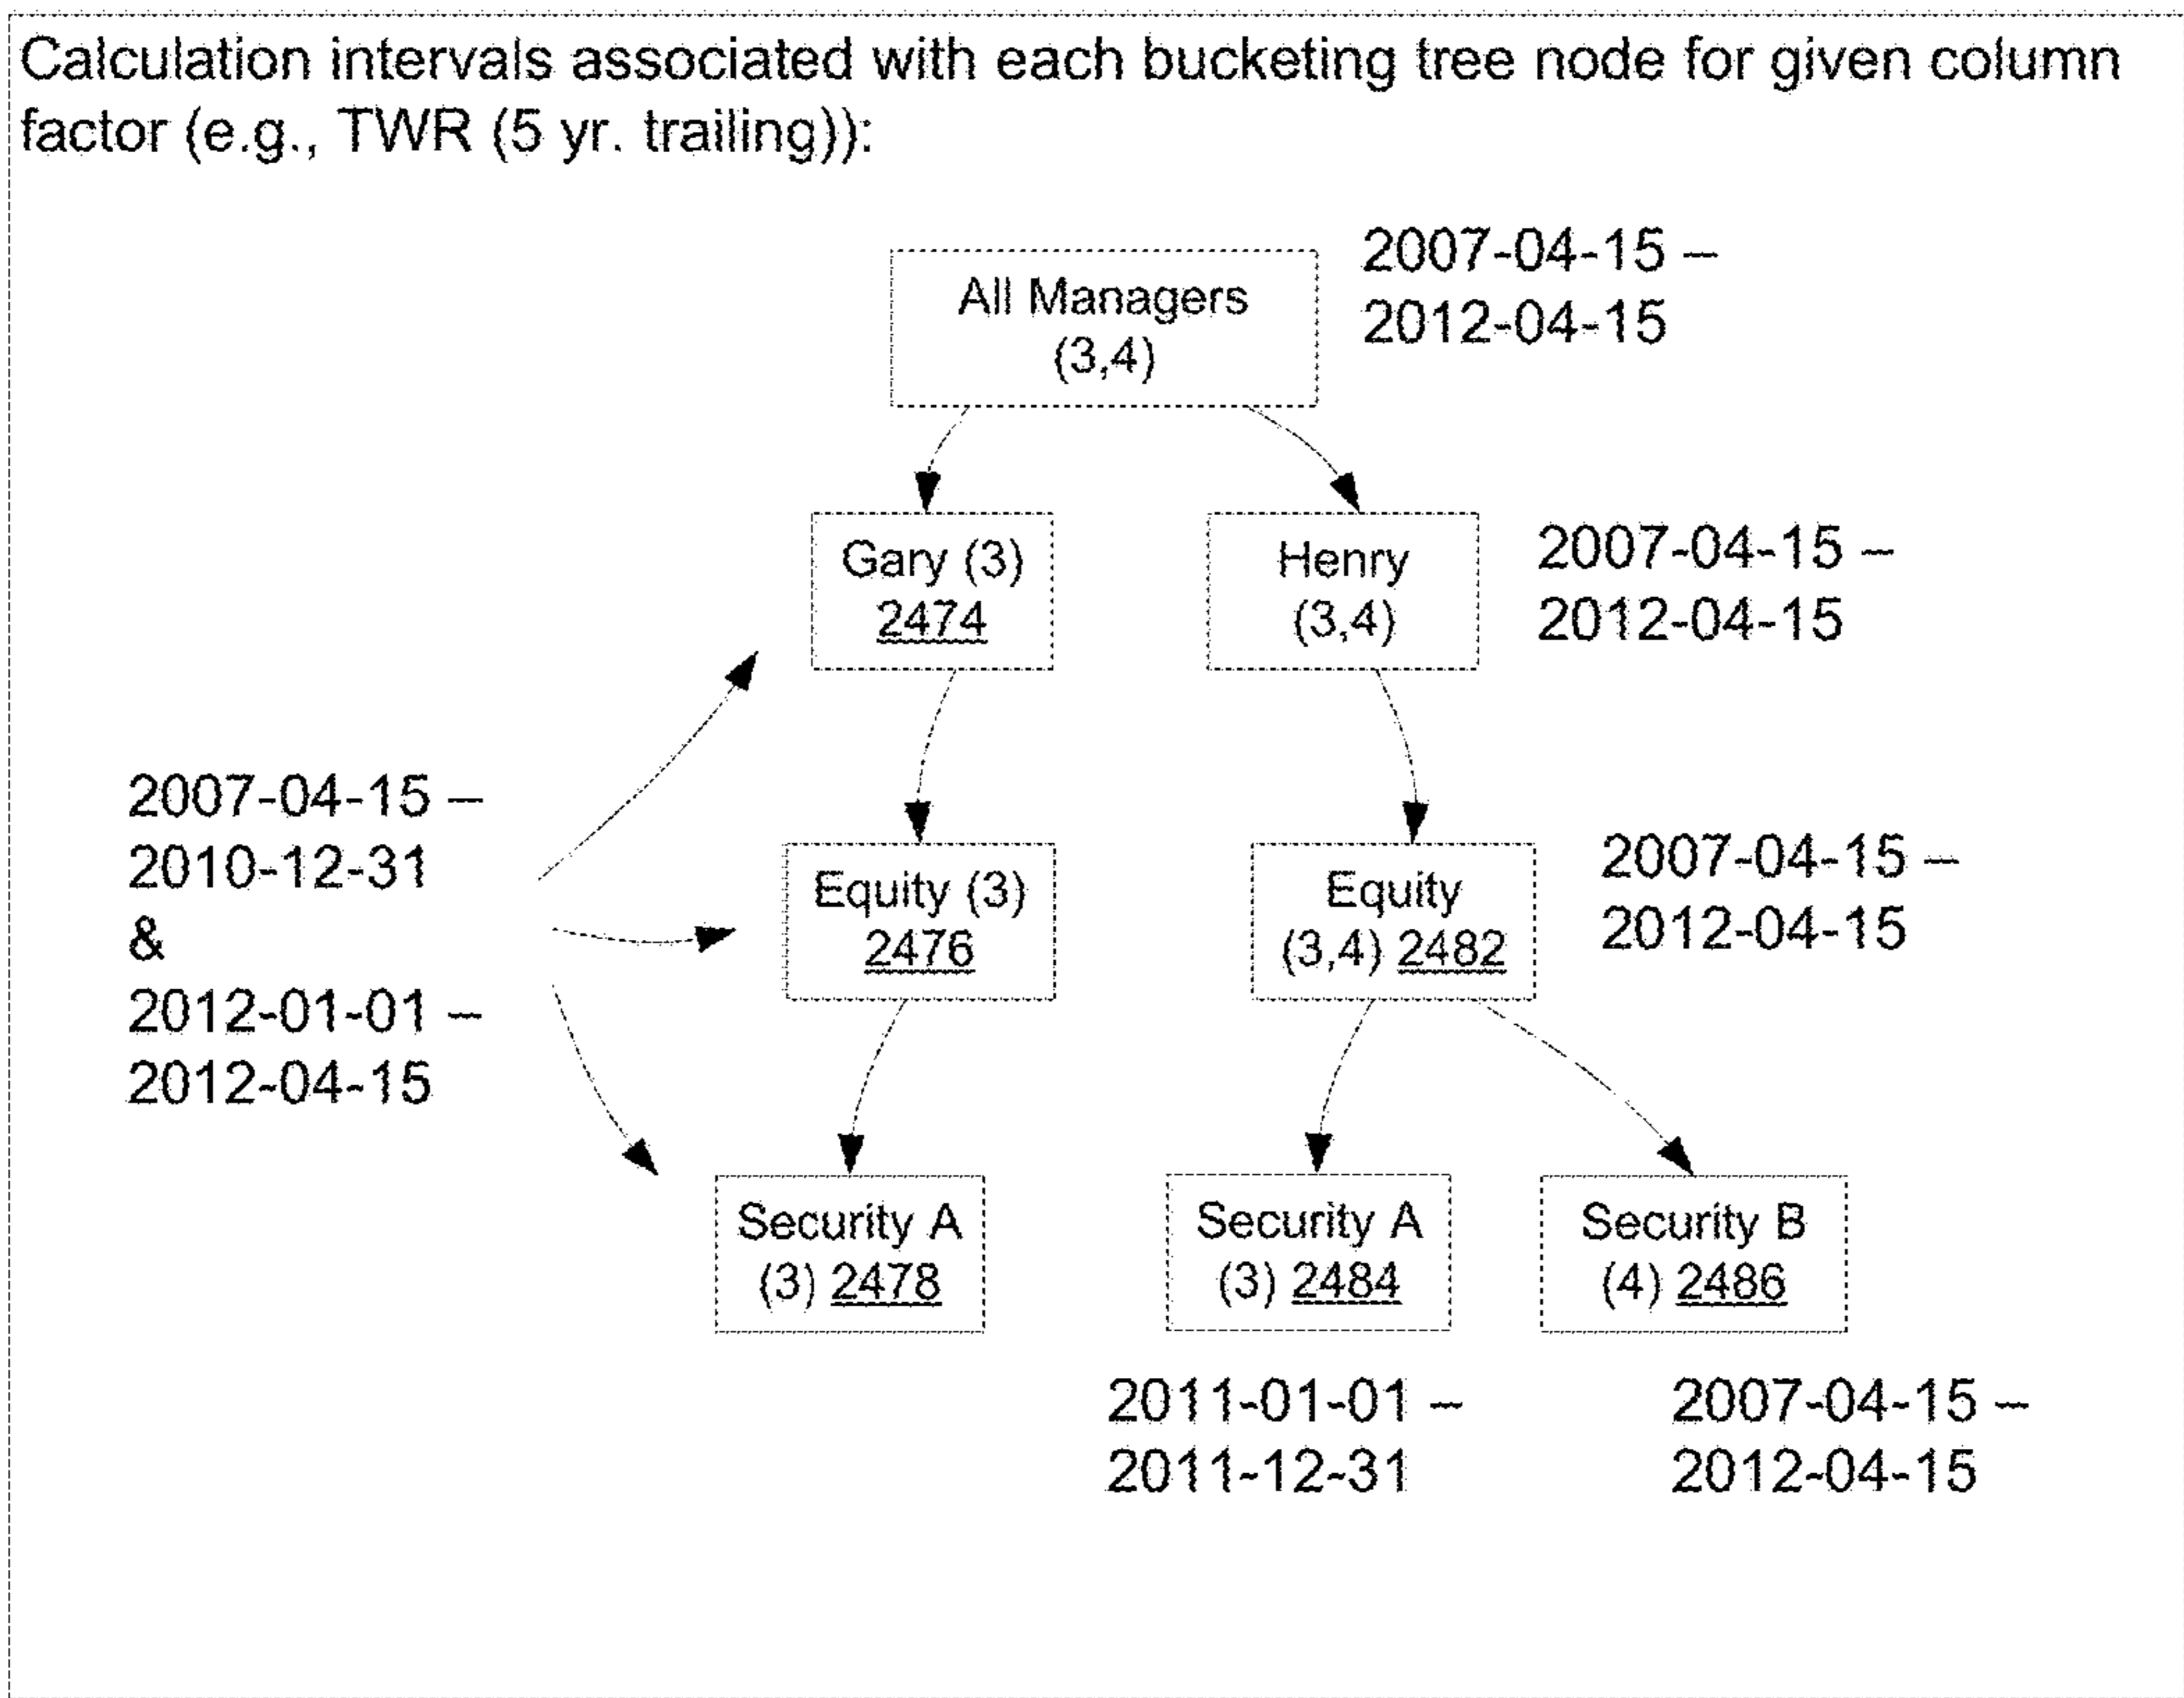 Calculation intervals associated with each bucketing tree node for given column
factor (e.g., TWR (5 yr. trailing)):
All Managers
(3,4)
2007-04-15 –
2012-04-15
Gary (3)
2474
Henry
(3,4)
2007-04-15 –
2012-04-15
2007-04-15 –
2010-12-31
&
2012-01-01 –
2012-04-15
Equity (3)
2476
Equity
(3,4) 2482
2007-04-15 –
2012-04-15
Security A
(3) 2478
Security A
(3) 2484
Security B
(4) 2486
2011-01-01 –
2011-12-31
2007-04-15 –
2012-04-15